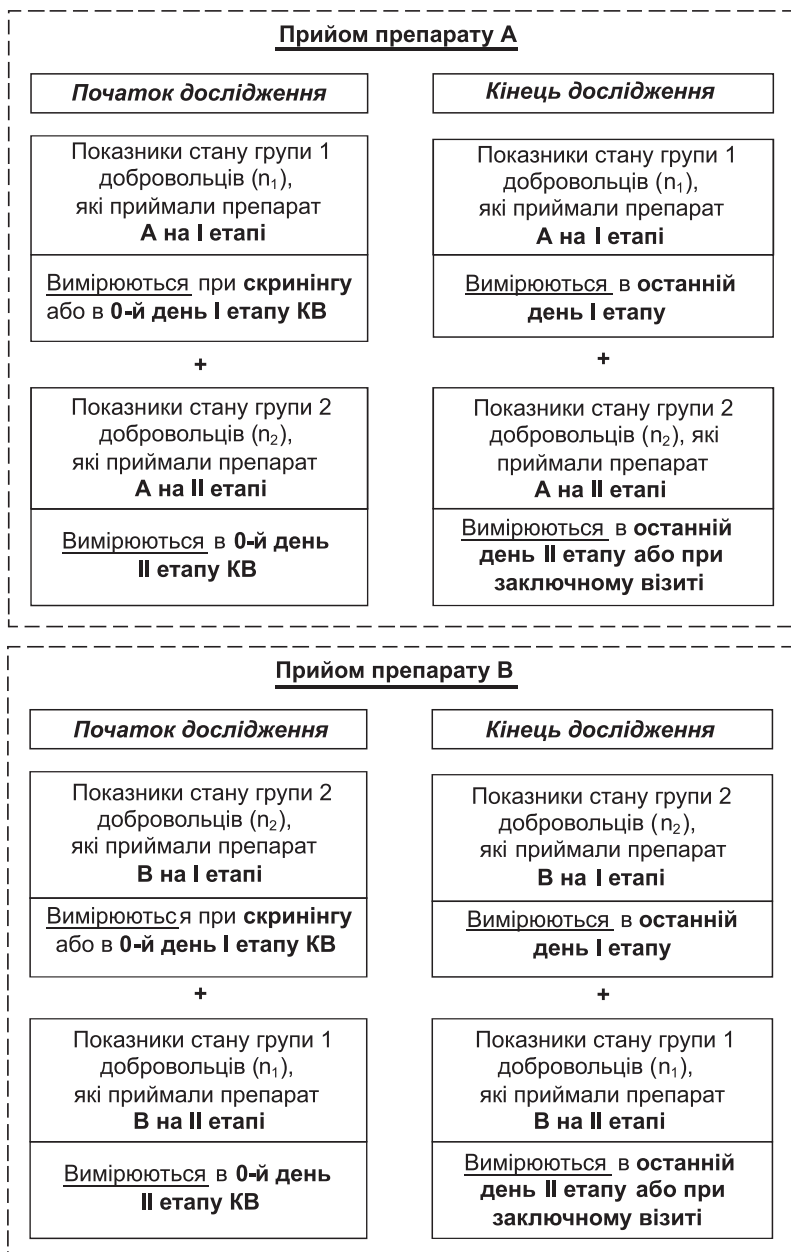 Прийом препарату А
Початок дослідження
Показники стану групи 1
добровольців (n₁),
які приймали препарат
А на І етапі
Вимірюються при скринінгу
або в 0-й день І етапу КВ
+
Показники стану групи 2
добровольців (n₂),
які приймали препарат
А на ІІ етапі
Вимірюються в 0-й день
ІІ етапу КВ
Кінець дослідження
Показники стану групи 1
добровольців (n₁),
які приймали препарат
А на І етапі
Вимірюються в останній
день І етапу
+
Показники стану групи 2
добровольців (n₂), які
приймали препарат
А на ІІ етапі
Вимірюються в останній
день ІІ етапу або при
заключному візиті
Прийом препарату В
Початок дослідження
Показники стану групи 2
добровольців (n₂),
які приймали препарат
В на І етапі
Вимірюються при скринінгу
або в 0-й день І етапу КВ
+
Показники стану групи 1
добровольців (n₁),
які приймали препарат
В на ІІ етапі
Вимірюються в 0-й день
ІІ етапу КВ
Кінець дослідження
Показники стану групи 2
добровольців (n₂),
які приймали препарат
В на І етапі
Вимірюються в останній
день І етапу
+
Показники стану групи 1
добровольців (n₁),
які приймали препарат
В на ІІ етапі
Вимірюються в останній
день ІІ етапу або при
заключному візиті